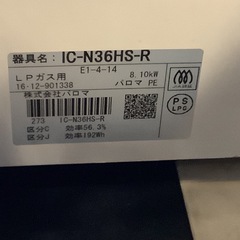 器具名：IC-N36HS-R
E1-4-14
LPガス用 8.10kW
16・12-901338 パロマ PE
株式会社パロマ
273 IC-N36HS-R
区分C 効率56.3%
区分J 効率192Wh
PS
LPG